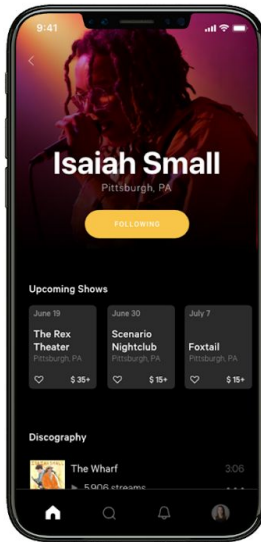 9:41
Isaiah Small
Pittsburgh, PA
FOLLOWING
Upcoming Shows
June 19
The Rex
Theater
Pittsburgh, PA
$ 35+
June 30
Scenario
Nightclub
Pittsburgh, PA
$ 15+
July 7
Foxtail
Pittsburgh, PA
$ 15+
Discography
The Wharf
3:06
5,906 streams